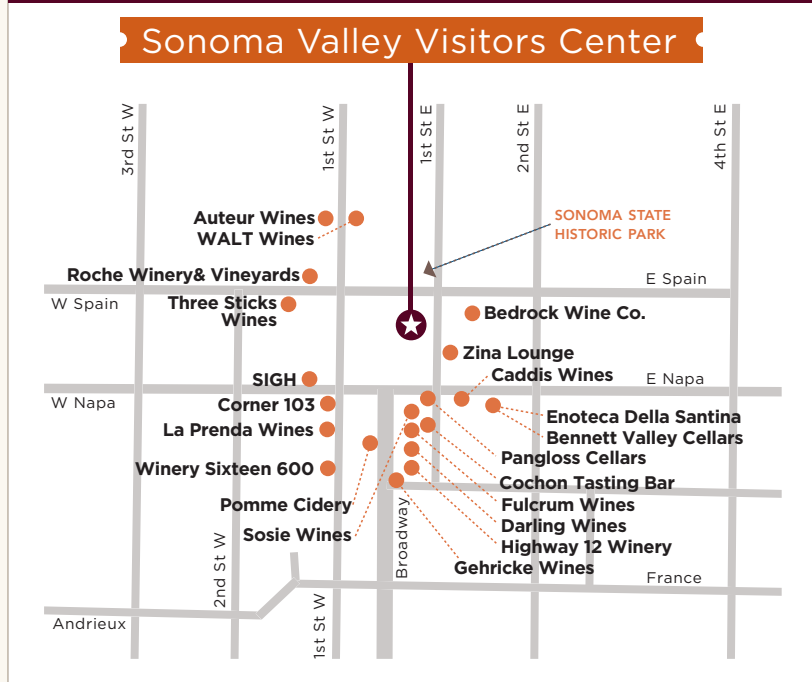 Sonoma Valley Visitors Center
3rd St W
1st St W
1st St E
2nd St E
4th St E
Auteur Wines
WALT Wines
SONOMA STATE
HISTORIC PARK
Roche Winery& Vineyards
E Spain
W Spain
Three Sticks
Wines
Bedrock Wine Co.
Zina Lounge
SIGH
Caddis Wines
E Napa
W Napa
Corner 103
Enoteca Della Santina
La Prenda Wines
Bennett Valley Cellars
Pangloss Cellars
Winery Sixteen 600
Cochon Tasting Bar
Pomme Cidery
Fulcrum Wines
Sosie Wines
Darling Wines
Highway 12 Winery
Gehricke Wines
Broadway
2nd St W
France
1st St W
Andrieux